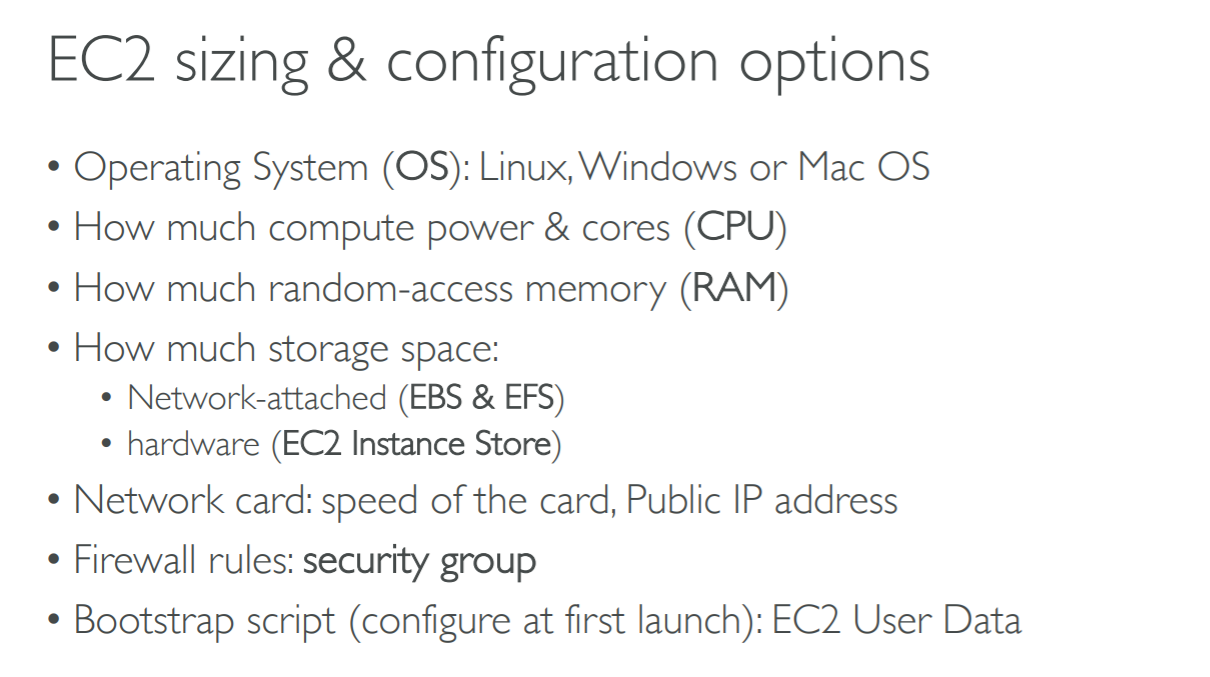 EC2 sizing & configuration options
• Operating System (OS): Linux, Windows or Mac OS
• How much compute power & cores (CPU)
• How much random-access memory (RAM)
• How much storage space:
• Network-attached (EBS & EFS)
• hardware (EC2 Instance Store)
• Network card: speed of the card, Public IP address
• Firewall rules: security group
• Bootstrap script (configure at first launch): EC2 User Data